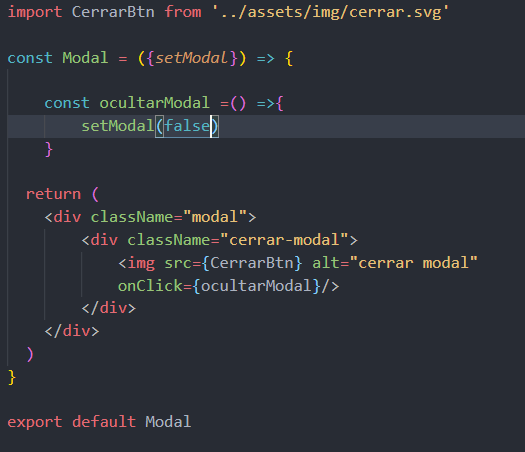 import CerrarBtn from '../assets/img/cerrar.svg'
const Modal = ({setModal}) => {
const ocultarModal =() =>{
setModal(false)
}
return (
<div className="modal">
<div className="cerrar-modal">
<img src={CerrarBtn} alt="cerrar modal"
onClick={ocultarModal}/>
</div>
</div>
)
}
export default Modal